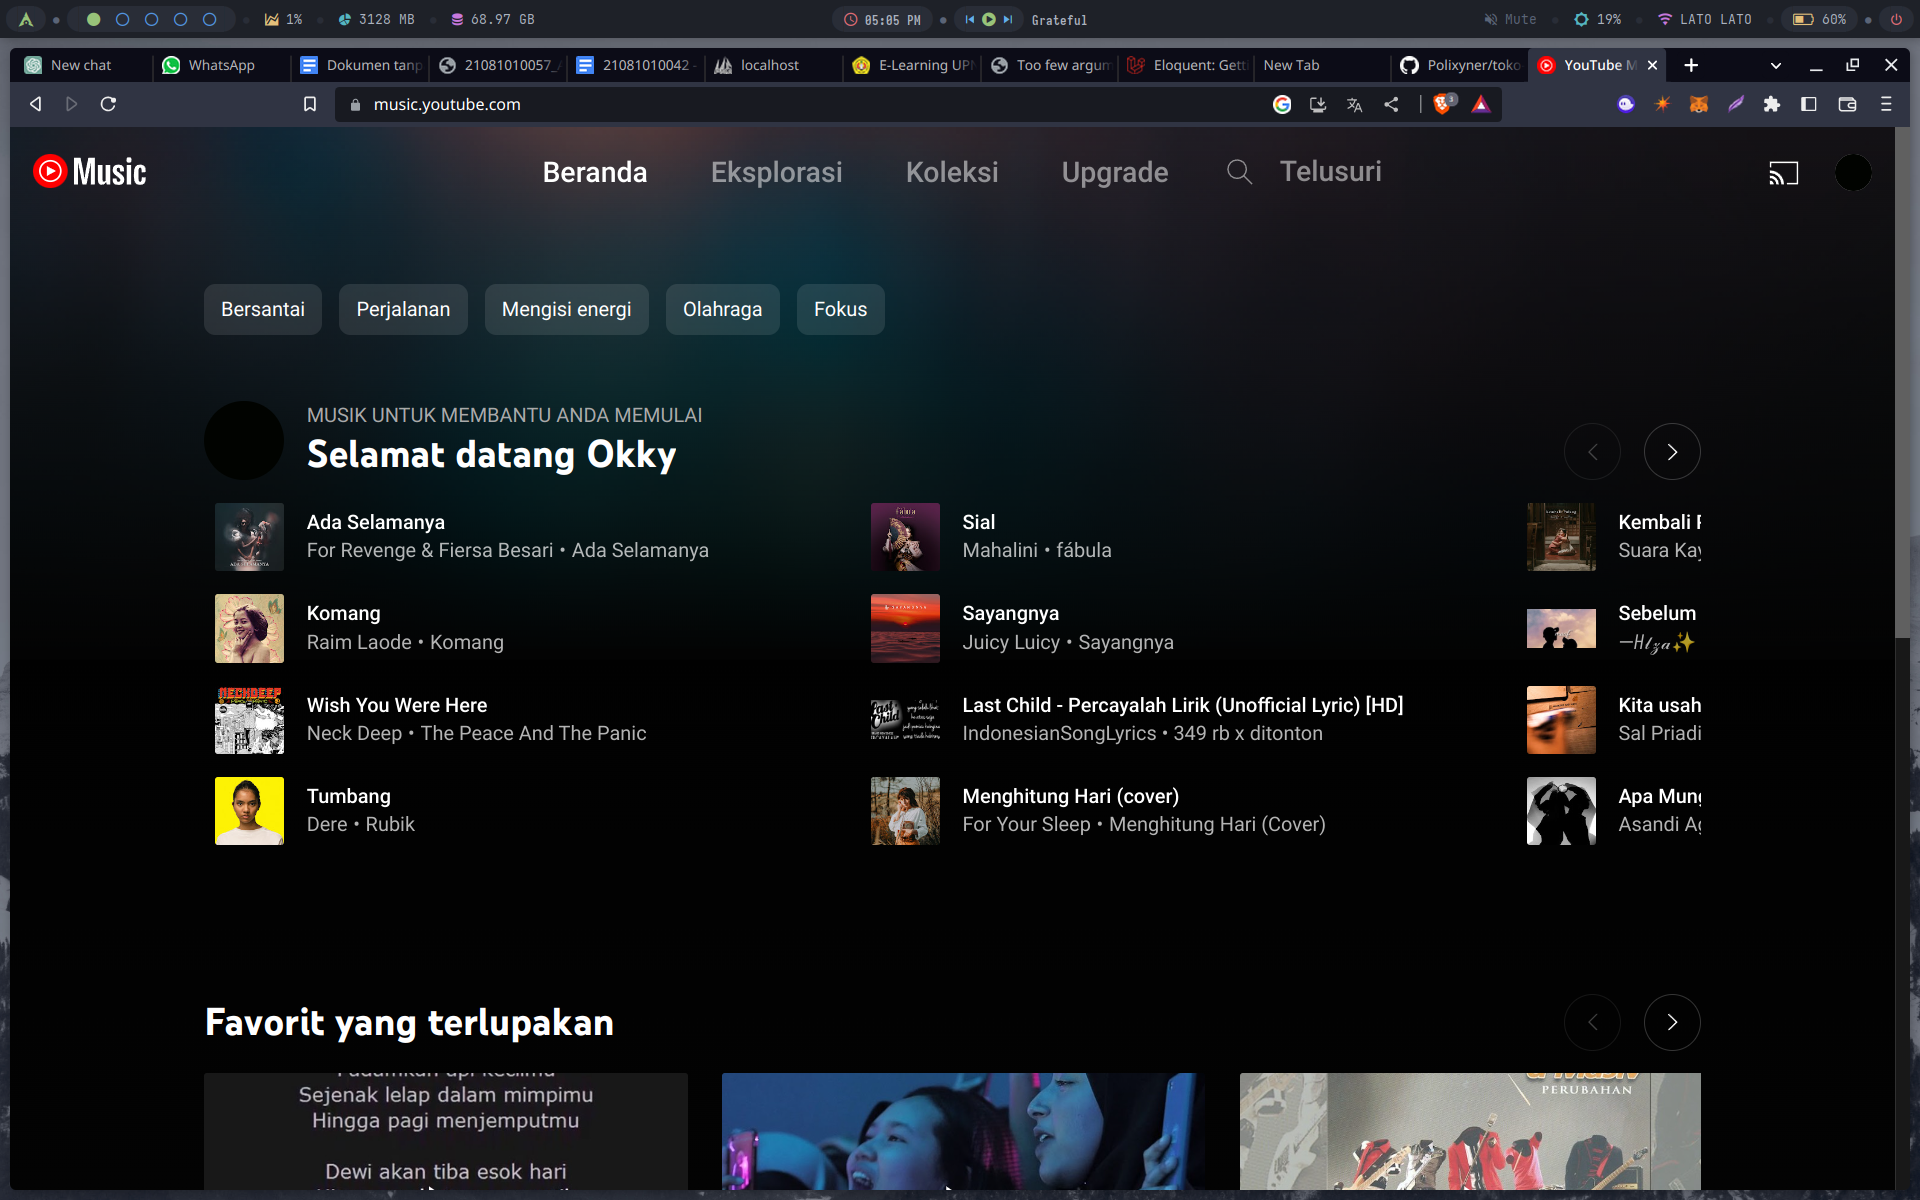 1%
3128 MB
68.97 GB
05:05 PM
Grateful
Mute
19%
LATO LATO
60%
New chat
WhatsApp
Dokumen tanp
21081010057_
21081010042 -
localhost
E-Learning UPN
Too few argum
Eloquent: Gett
New Tab
Polixyner/toko
YouTube M
music.youtube.com
3
Music
Beranda
Eksplorasi
Koleksi
Upgrade
Telusuri
Bersantai
Perjalanan
Mengisi energi
Olahraga
Fokus
MUSIK UNTUK MEMBANTU ANDA MEMULAI
Selamat datang Okky
Ada Selamanya
For Revenge & Fiersa Besari • Ada Selamanya
Komang
Raim Laode • Komang
Wish You Were Here
Neck Deep • The Peace And The Panic
Tumbang
Dere • Rubik
Sial
Mahalini • fábula
Sayangnya
Juicy Luicy • Sayangnya
Last Child - Percayalah Lirik (Unofficial Lyric) [HD]
IndonesianSongLyrics • 349 rb x ditonton
Menghitung Hari (cover)
For Your Sleep • Menghitung Hari (Cover)
Kembali
Suara Kay
Sebelum
—𝓗𝓵𝔃𝓪✨
Kita usah
Sal Priadi
Apa Mung
Asandi Ag
Favorit yang terlupakan
Sejenak lelap dalam mimpimu
Hingga pagi menjemputmu
Dewi akan tiba esok hari
PERUBAHAN